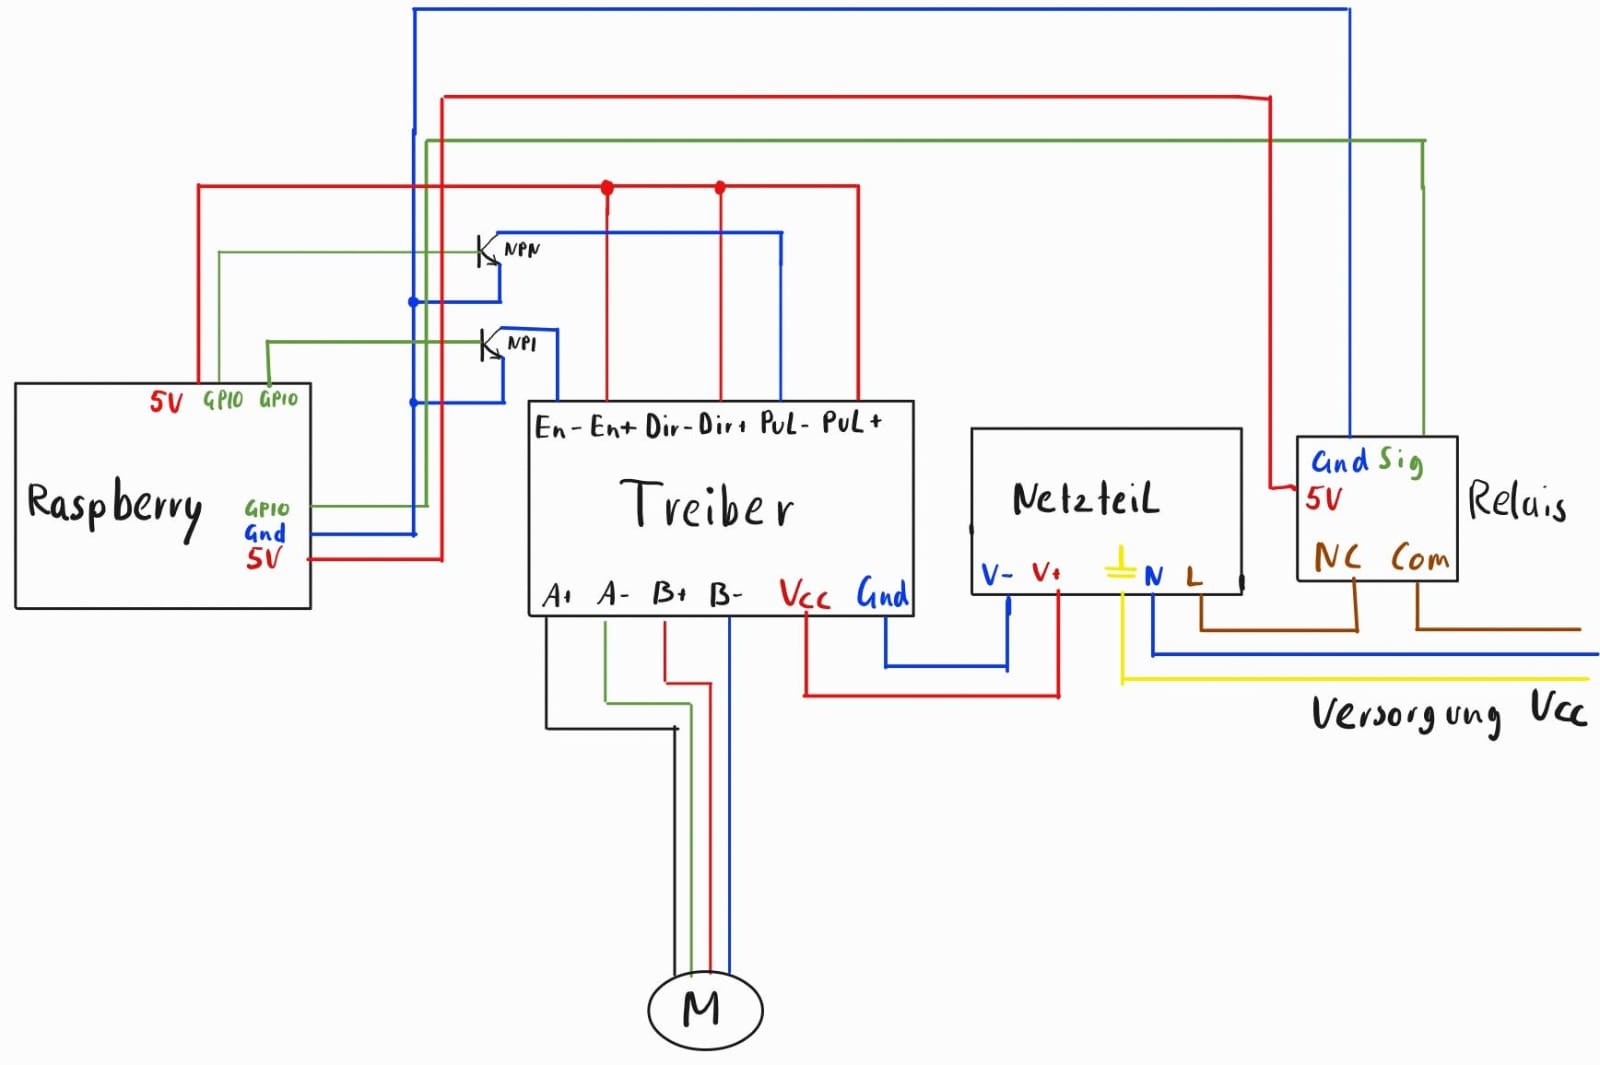 NPN
NPN
5V GPIO GPIO
En- En+ Dir- Dir+ PuL- PuL+
Gnd Sig
5V
Relais
Raspberry
GPIO
Gnd
5V
Treiber
NetzteiL
NC Com
V- V+ N L
A+ A- B+ B- Vcc Gnd
Versorgung Vcc
M